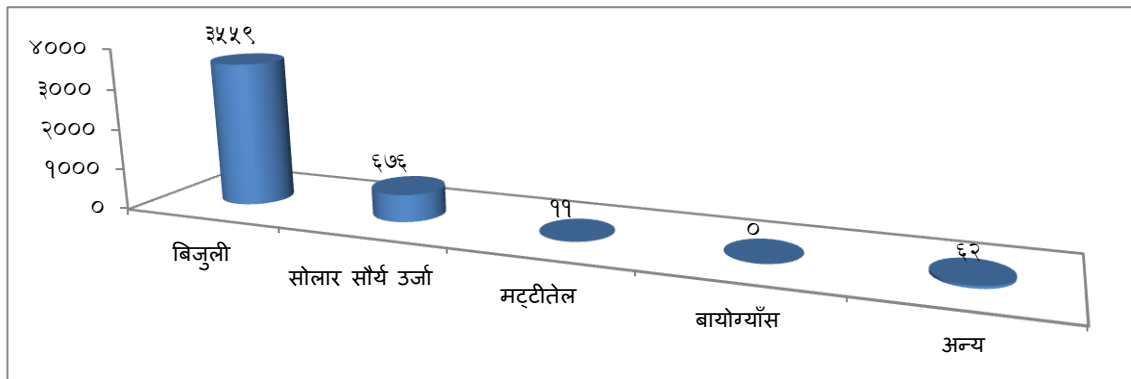 ३५५९
४०००
३०००
२०००
१०००
०
६७६
११
०
६२
बिजुली
सोलार सौर्य उर्जा
मट्टीतेल
बायोग्याँस
अन्य